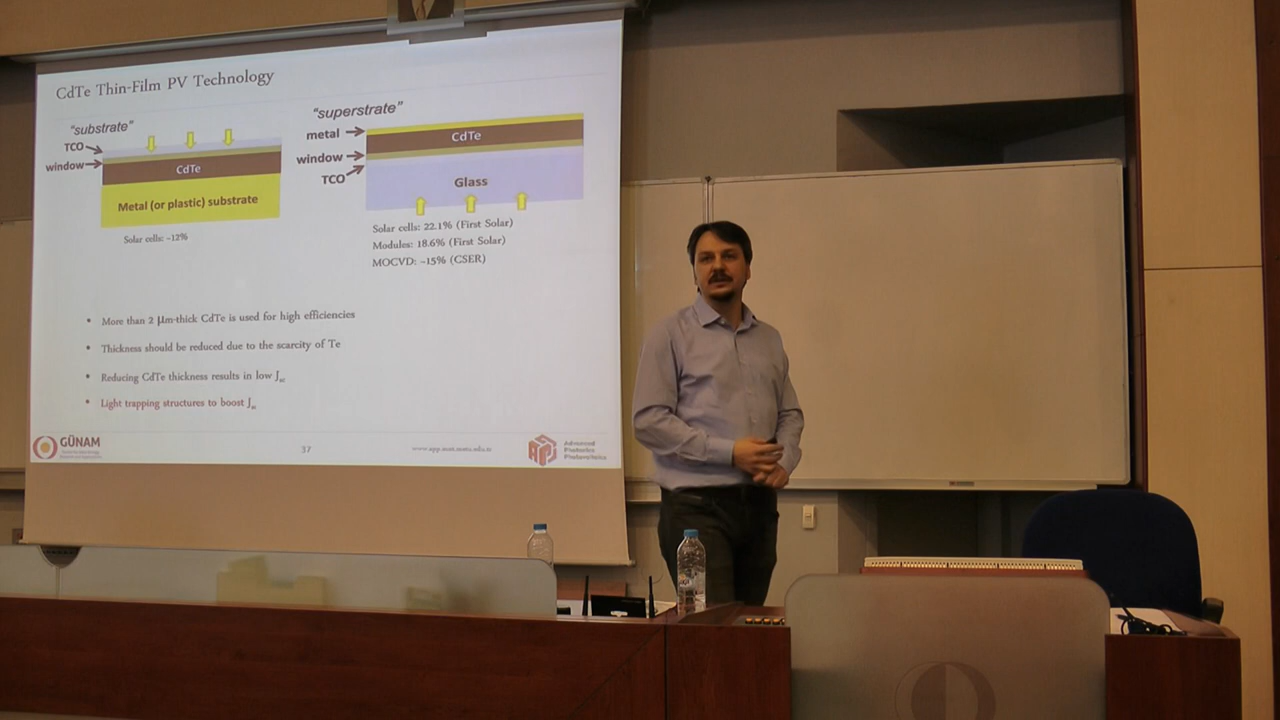 CdTe Thin-Film PV Technology
"substrate"
TCO
window
CdTe
Metal (or plastic) substrate
Solar cells: ~12%
"superstrate"
metal
CdTe
window
TCO
Glass
Solar cells: 22.1% (First Solar)
Modules: 18.6% (First Solar)
MOCVD: ~15% (CSER)
• More than 2 µm-thick CdTe is used for high efficiencies
• Thickness should be reduced due to the scarcity of Te
• Reducing CdTe thickness results in low Jsc
• Light trapping structures to boost Jsc
GÜNAM
37
Advanced
Photonics
Photovoltaics